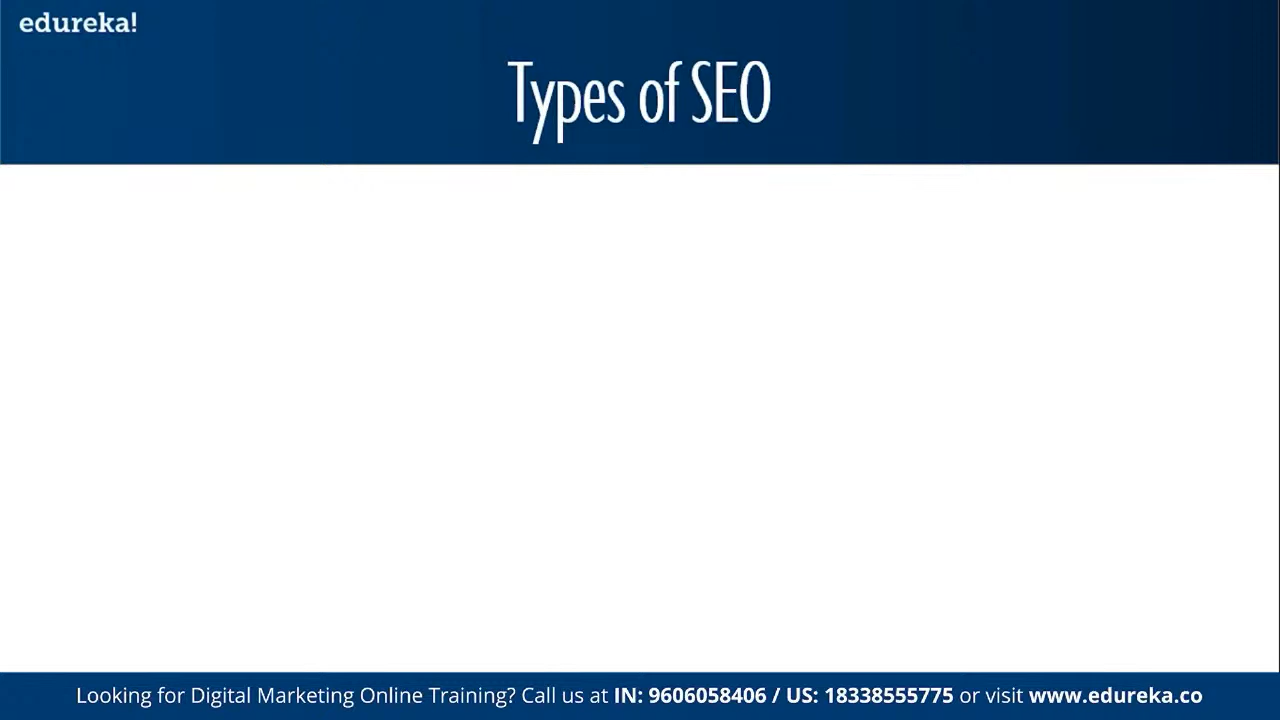 edureka!
Types of SEO
Looking for Digital Marketing Online Training? Call us at IN: 9606058406 / US: 18338555775 or visit www.edureka.co